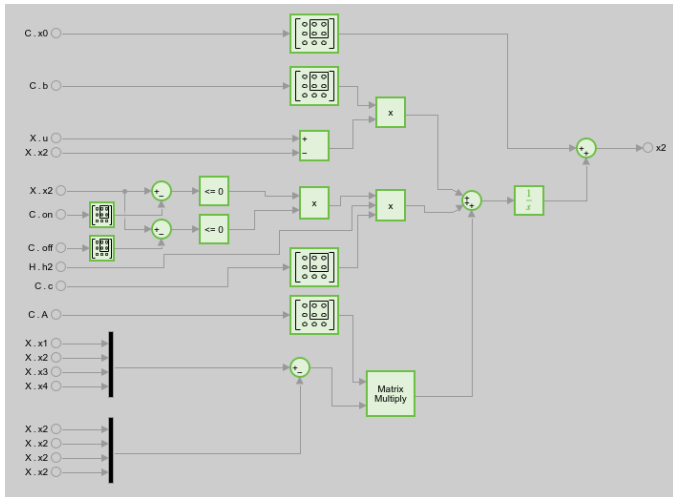 C.x0
C.b
x
X.u
+
X.x2
−
+
+
x2
X.x2
+
−
<= 0
C.on
x
x
+
+
+
1
s
C.off
+
−
<= 0
H.h2
C.c
C.A
X.x1
X.x2
+
−
X.x3
X.x4
Matrix
Multiply
X.x2
X.x2
X.x2
X.x2